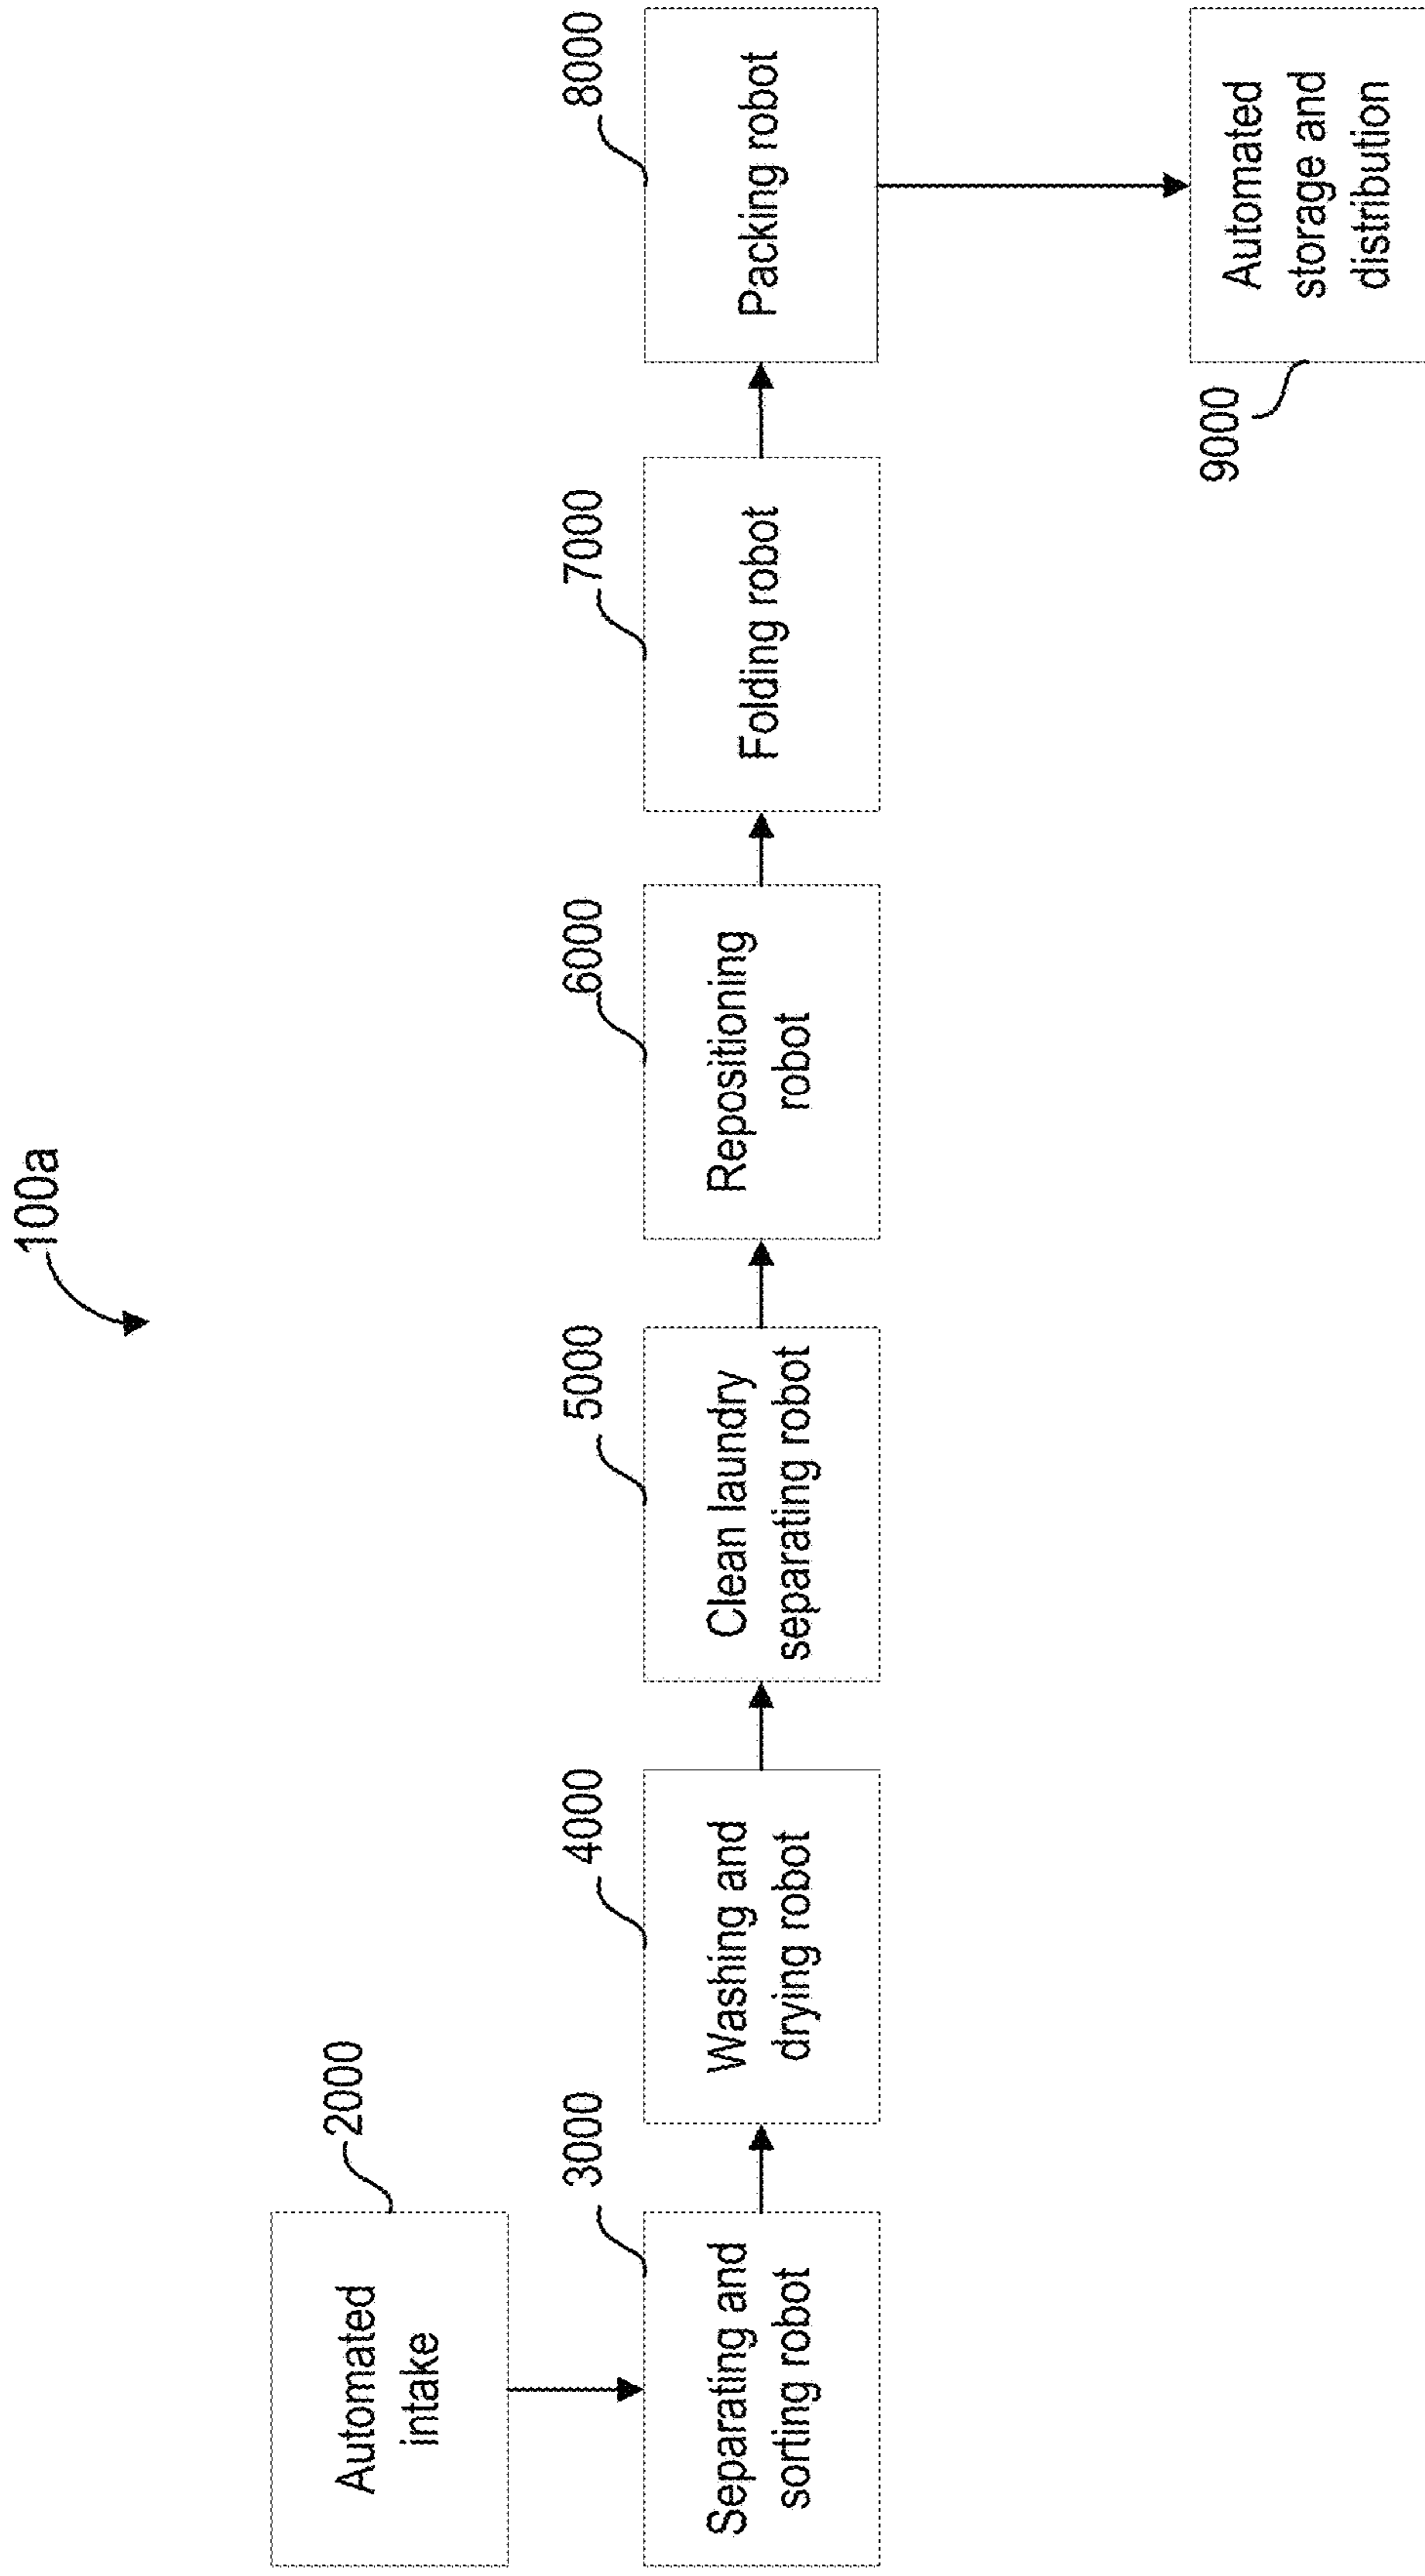 100a
2000
Automated
intake
3000
Separating and
sorting robot
4000
Washing and
drying robot
5000
Clean laundry
separating robot
6000
Repositioning
robot
7000
Folding robot
8000
Packing robot
9000
Automated
storage and
distribution